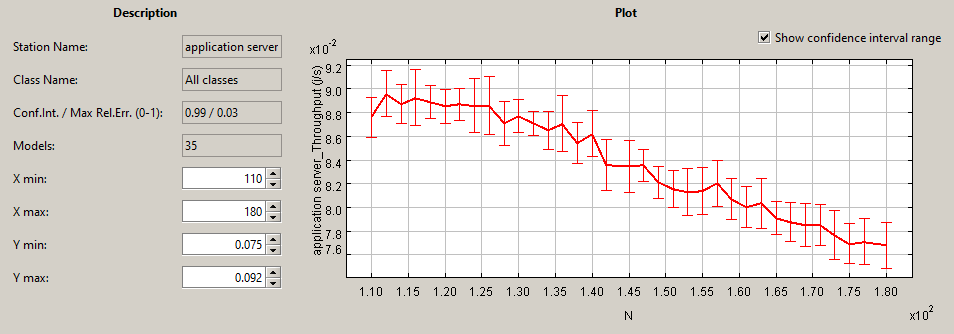 Description
Station Name: application server
Class Name: All classes
Conf.Int. / Max Rel.Err. (0-1): 0.99 / 0.03
Models: 35
X min: 110
X max: 180
Y min: 0.075
Y max: 0.092
Plot
Show confidence interval range
x10-2
application server_Throughput (j/s)
9.2
9.0
8.8
8.6
8.4
8.2
8.0
7.8
7.6
1.10 1.15 1.20 1.25 1.30 1.35 1.40 1.45 1.50 1.55 1.60 1.65 1.70 1.75 1.80
N
x102